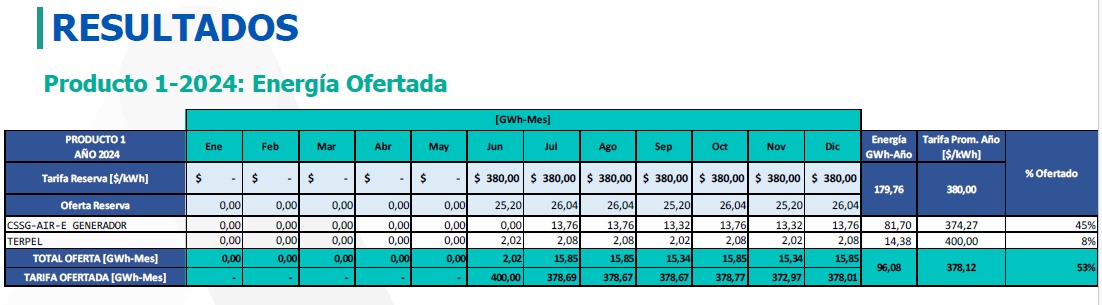 RESULTADOS
Producto 1-2024: Energía Ofertada
[GWh-Mes]
PRODUCTO 1 AÑO 2024 Ene Feb Mar Abr May Jun Jul Ago Sep Oct Nov Dic Energía GWh-Año Tarifa Prom. Año [$/kWh] % Ofertado
Tarifa Reserva [$/kWh] $ - $ - $ - $ - $ - $ 380,00 $ 380,00 $ 380,00 $ 380,00 $ 380,00 $ 380,00 $ 380,00 179,76 380,00
Oferta Reserva 0,00 0,00 0,00 0,00 0,00 25,20 26,04 26,04 25,20 26,04 25,20 26,04
CSSG-AIR-E GENERADOR 0,00 0,00 0,00 0,00 0,00 0,00 13,76 13,76 13,32 13,76 13,32 13,76 81,70 374,27 45%
TERPEL 0,00 0,00 0,00 0,00 0,00 2,02 2,08 2,08 2,02 2,08 2,02 2,08 14,38 400,00 8%
TOTAL OFERTA [GWh-Mes] 0,00 0,00 0,00 0,00 0,00 2,02 15,85 15,85 15,34 15,85 15,34 15,85 96,08 378,12 53%
TARIFA OFERTADA [GWh-Mes] - - - - - 400,00 378,69 378,67 378,67 378,77 372,97 378,01